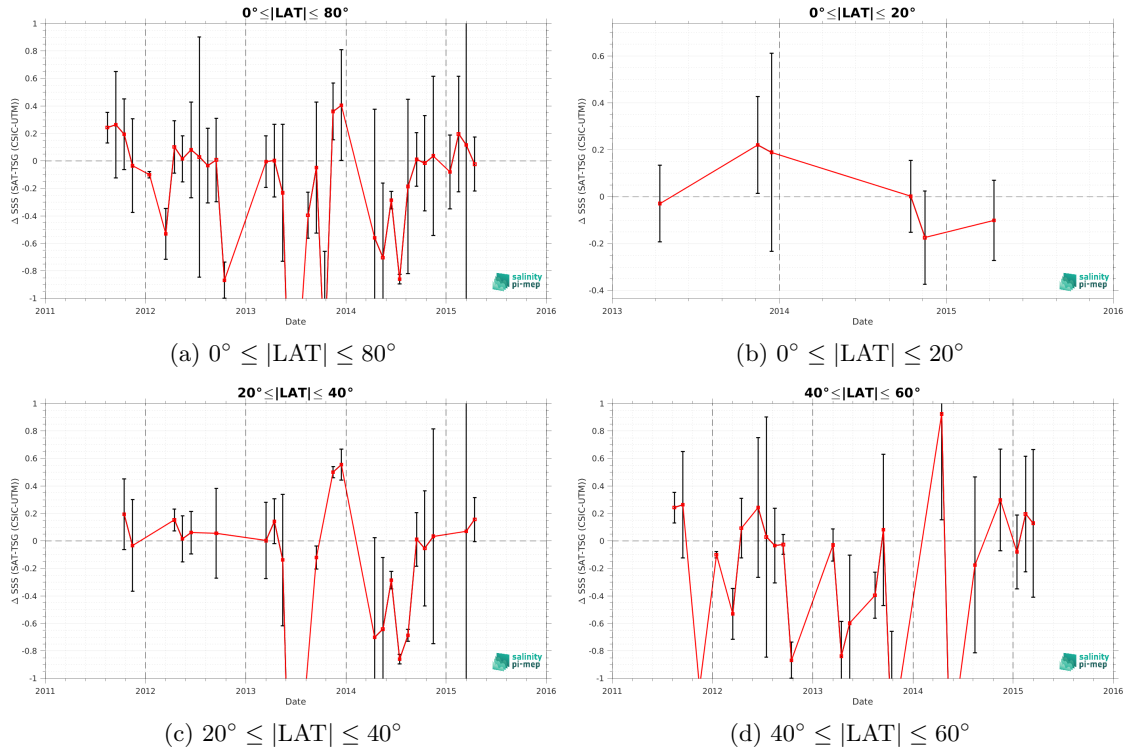 0°≤|LAT|≤ 80°
Δ SSS (SAT-TSG (CSIC-UTM))
1
0.8
0.6
0.4
0.2
0
-0.2
-0.4
-0.6
-0.8
-1
2011
2012
2013
2014
2015
2016
Date
salinity
pi-mep
(a) 0° ≤ |LAT| ≤ 80°
0°≤|LAT|≤ 20°
Δ SSS (SAT-TSG (CSIC-UTM))
0.6
0.4
0.2
0
-0.2
-0.4
2013
2014
2015
2016
Date
salinity
pi-mep
(b) 0° ≤ |LAT| ≤ 20°
20°≤|LAT|≤ 40°
Δ SSS (SAT-TSG (CSIC-UTM))
1
0.8
0.6
0.4
0.2
0
-0.2
-0.4
-0.6
-0.8
-1
2011
2012
2013
2014
2015
2016
Date
salinity
pi-mep
(c) 20° ≤ |LAT| ≤ 40°
40°≤|LAT|≤ 60°
Δ SSS (SAT-TSG (CSIC-UTM))
1
0.8
0.6
0.4
0.2
0
-0.2
-0.4
-0.6
-0.8
-1
2011
2012
2013
2014
2015
2016
Date
salinity
pi-mep
(d) 40° ≤ |LAT| ≤ 60°